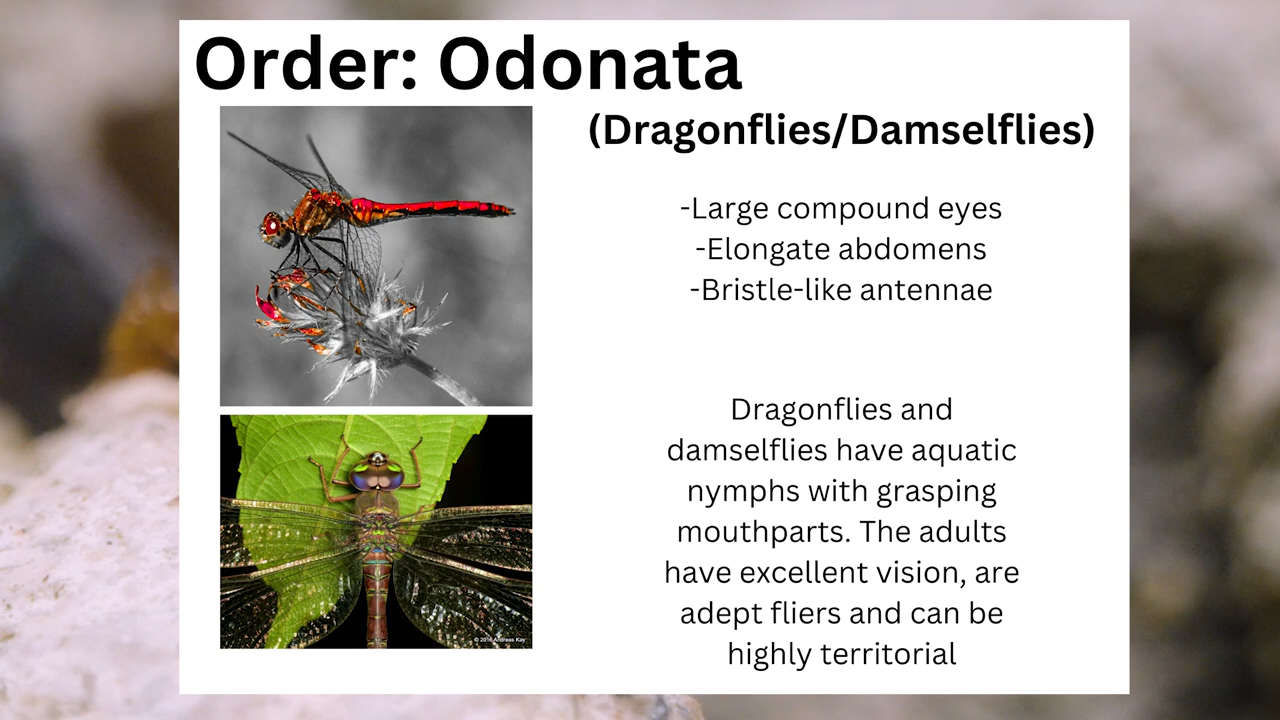 Order: Odonata
(Dragonflies/Damselflies)
-Large compound eyes
-Elongate abdomens
-Bristle-like antennae
Dragonflies and
damselflies have aquatic
nymphs with grasping
mouthparts. The adults
have excellent vision, are
adept fliers and can be
highly territorial
© 2016 Andreas Kay